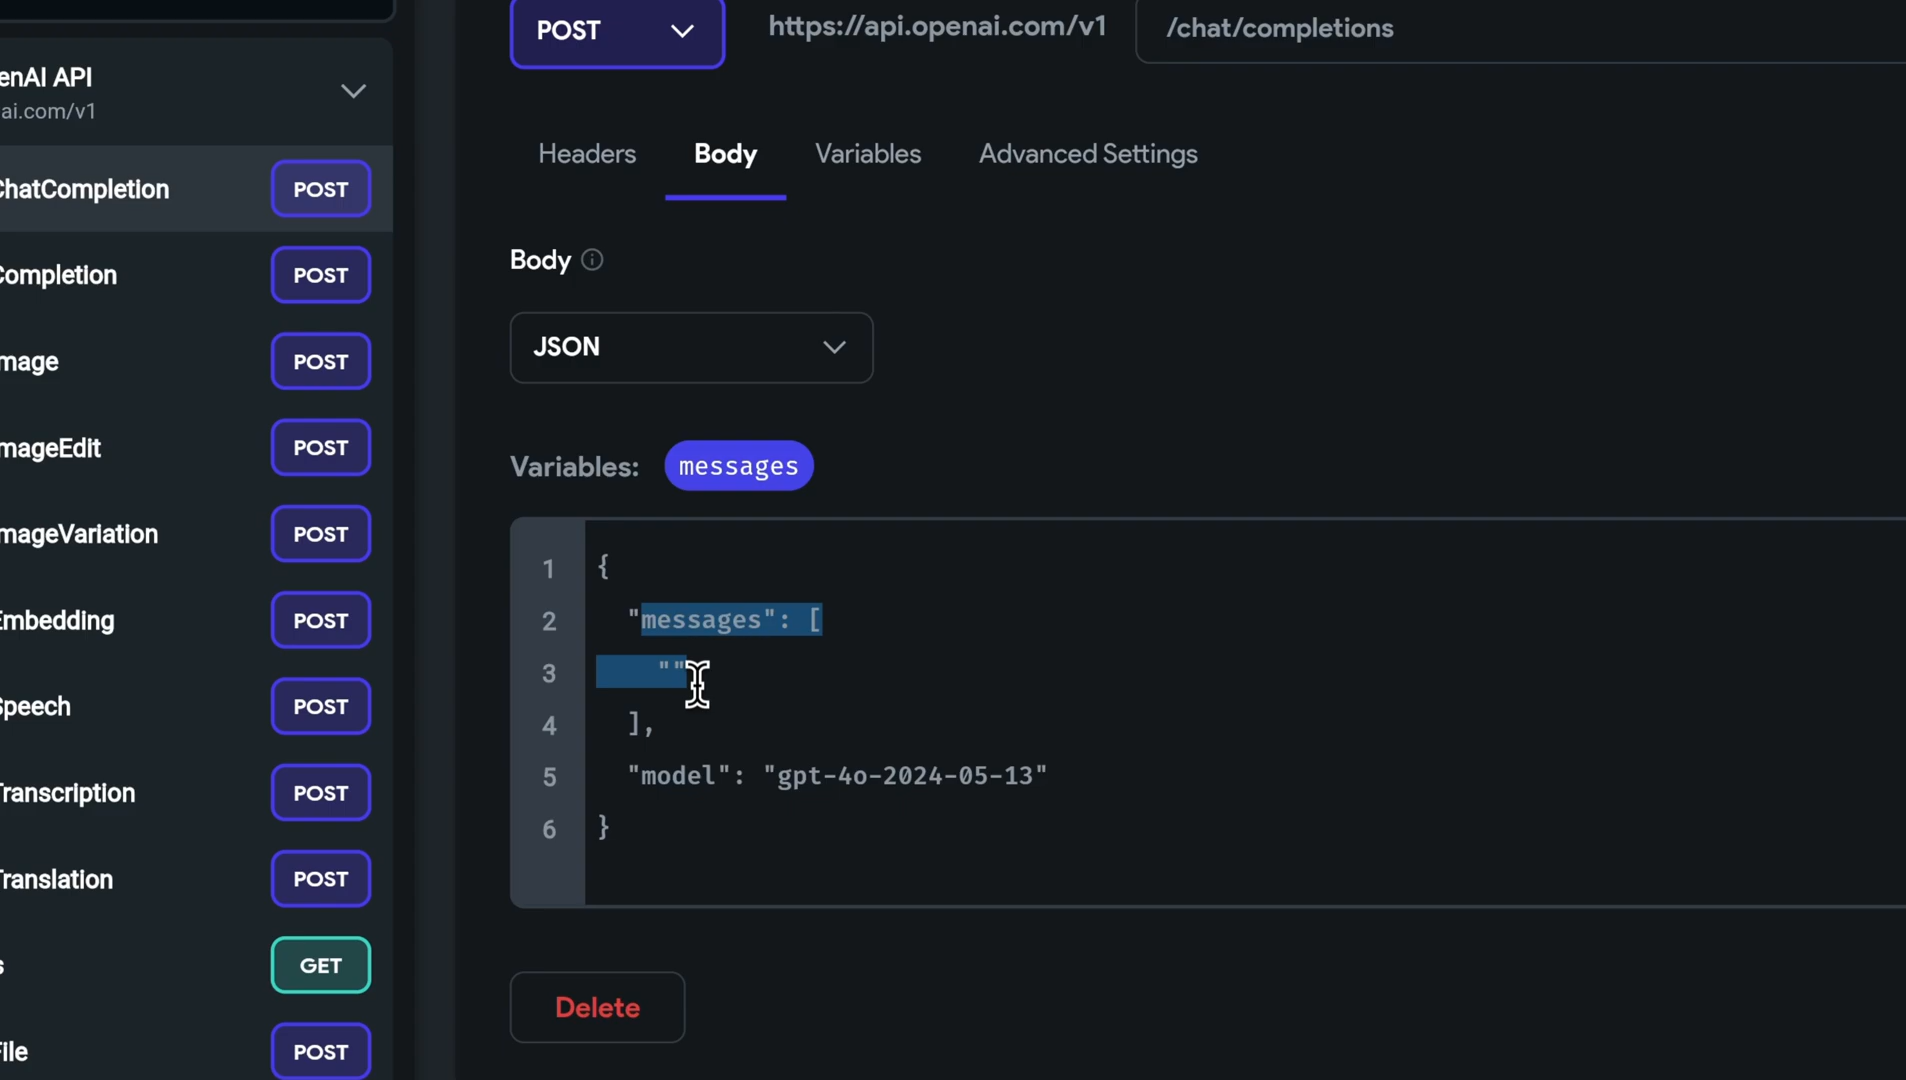 enAI API
ai.com/v1
ChatCompletion POST
Completion POST
mage POST
mageEdit POST
mageVariation POST
Embedding POST
Speech POST
Transcription POST
Translation POST
s GET
File POST
POST https://api.openai.com/v1 /chat/completions
Headers Body Variables Advanced Settings
Body
JSON
Variables: messages
1 {
2 "messages": [
3 ""
4 ],
5 "model": "gpt-4o-2024-05-13"
6 }
Delete